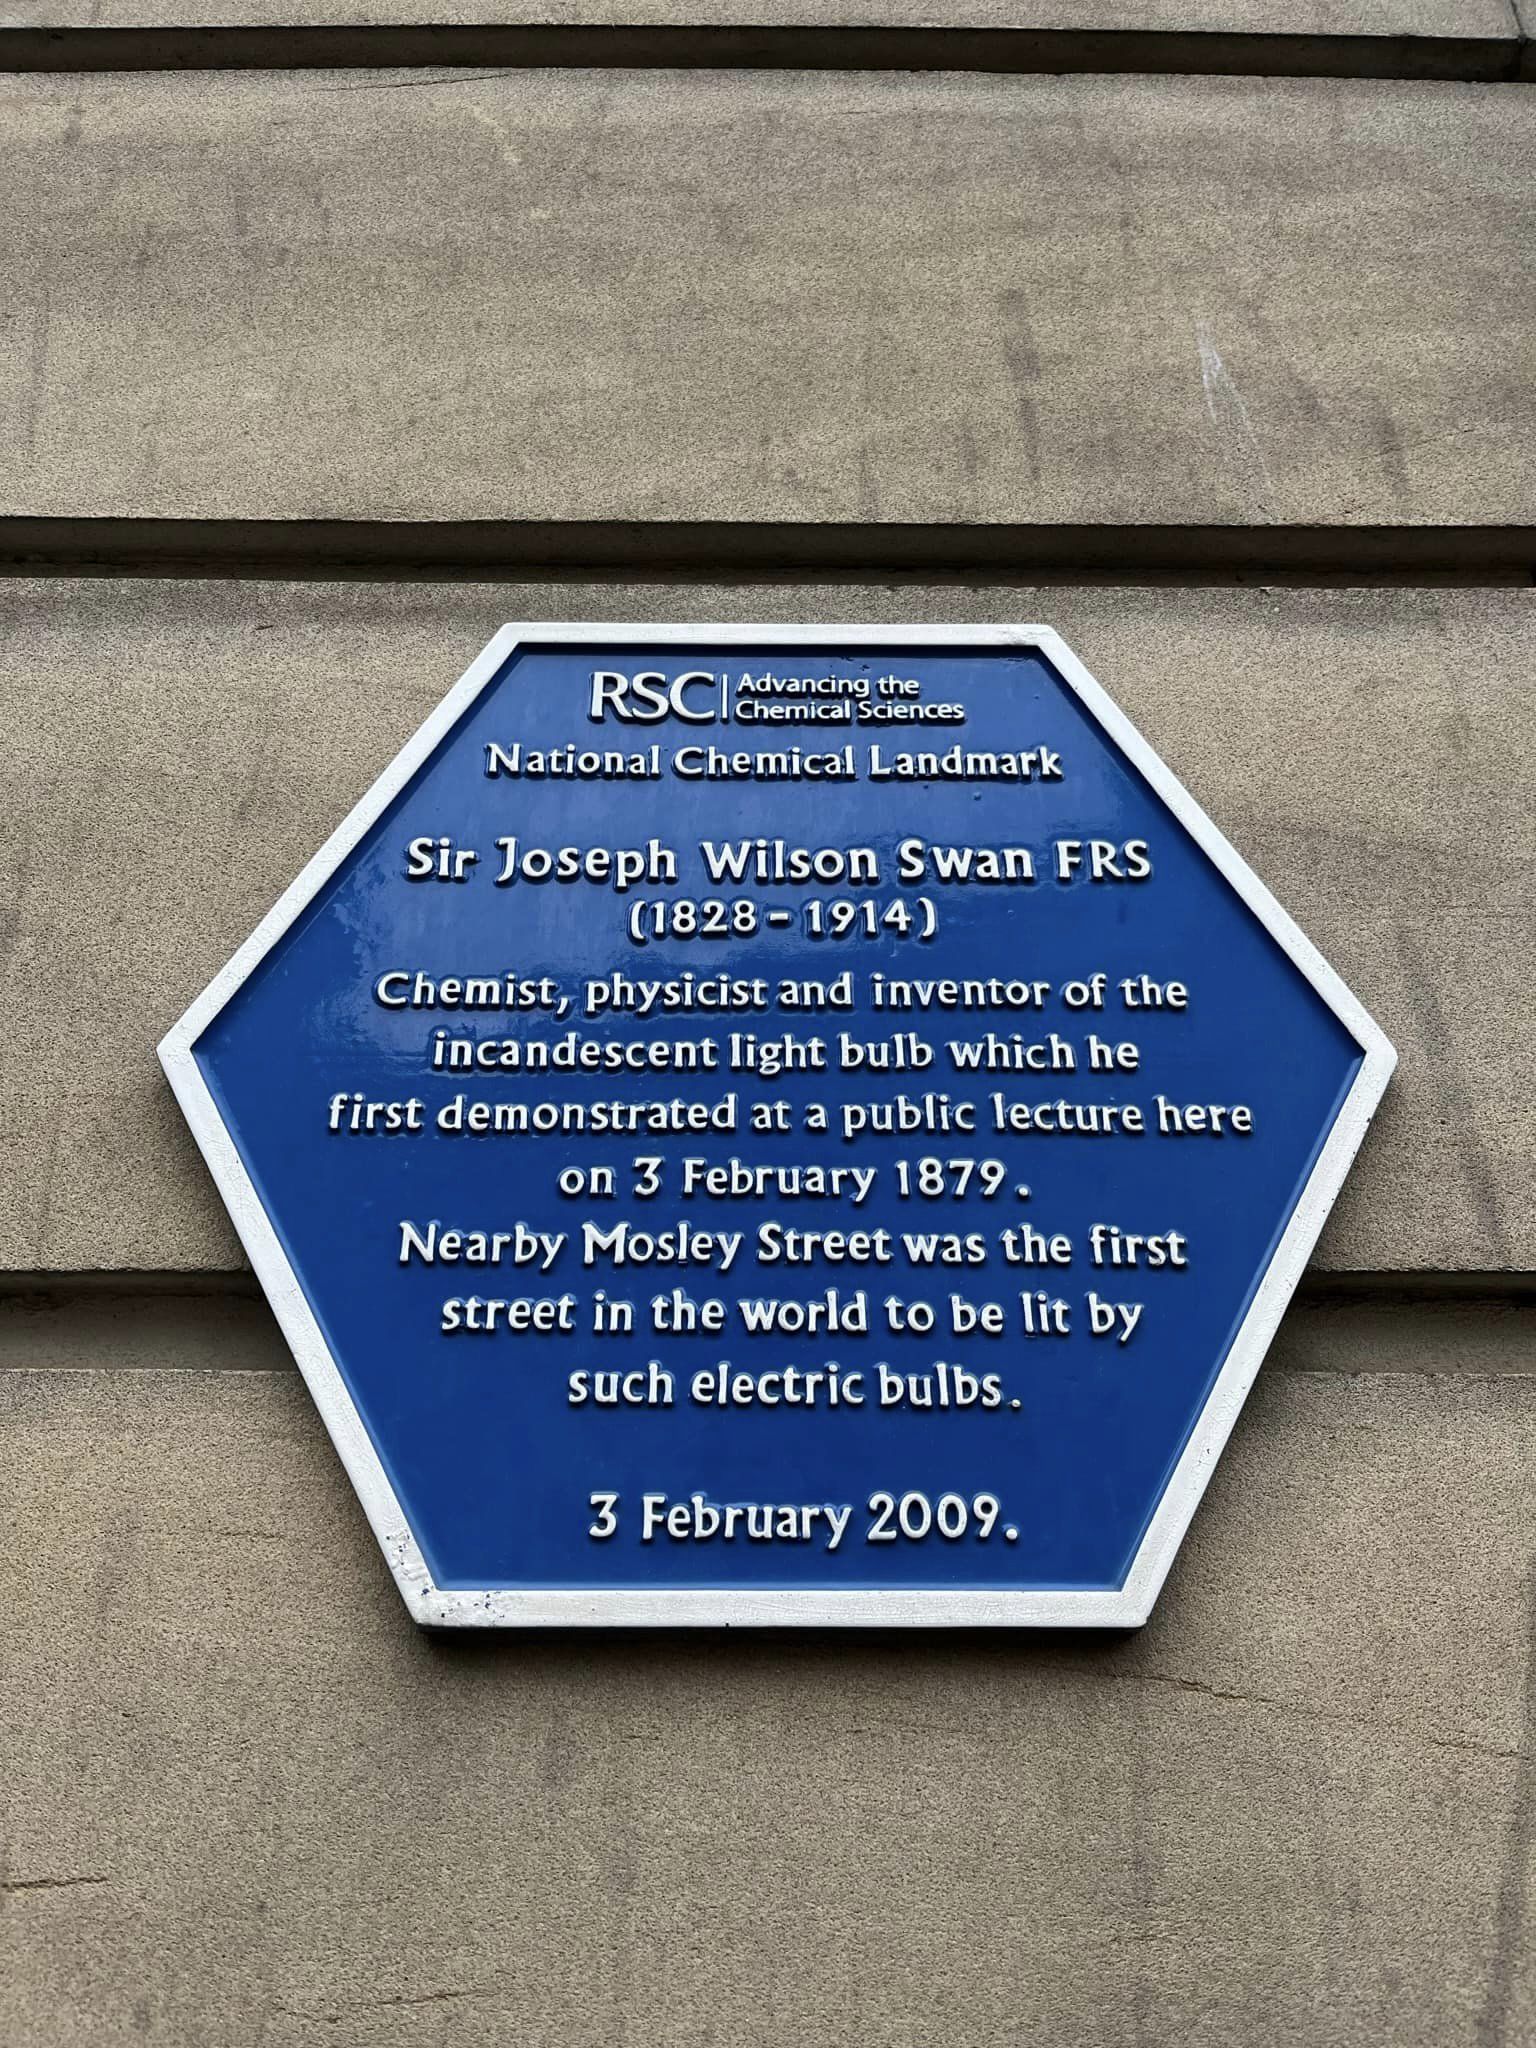 RSC | Advancing the
Chemical Sciences
National Chemical Landmark
Sir Joseph Wilson Swan FRS
(1828 - 1914)
Chemist, physicist and inventor of the
incandescent light bulb which he
first demonstrated at a public lecture here
on 3 February 1879.
Nearby Mosley Street was the first
street in the world to be lit by
such electric bulbs.
3 February 2009.